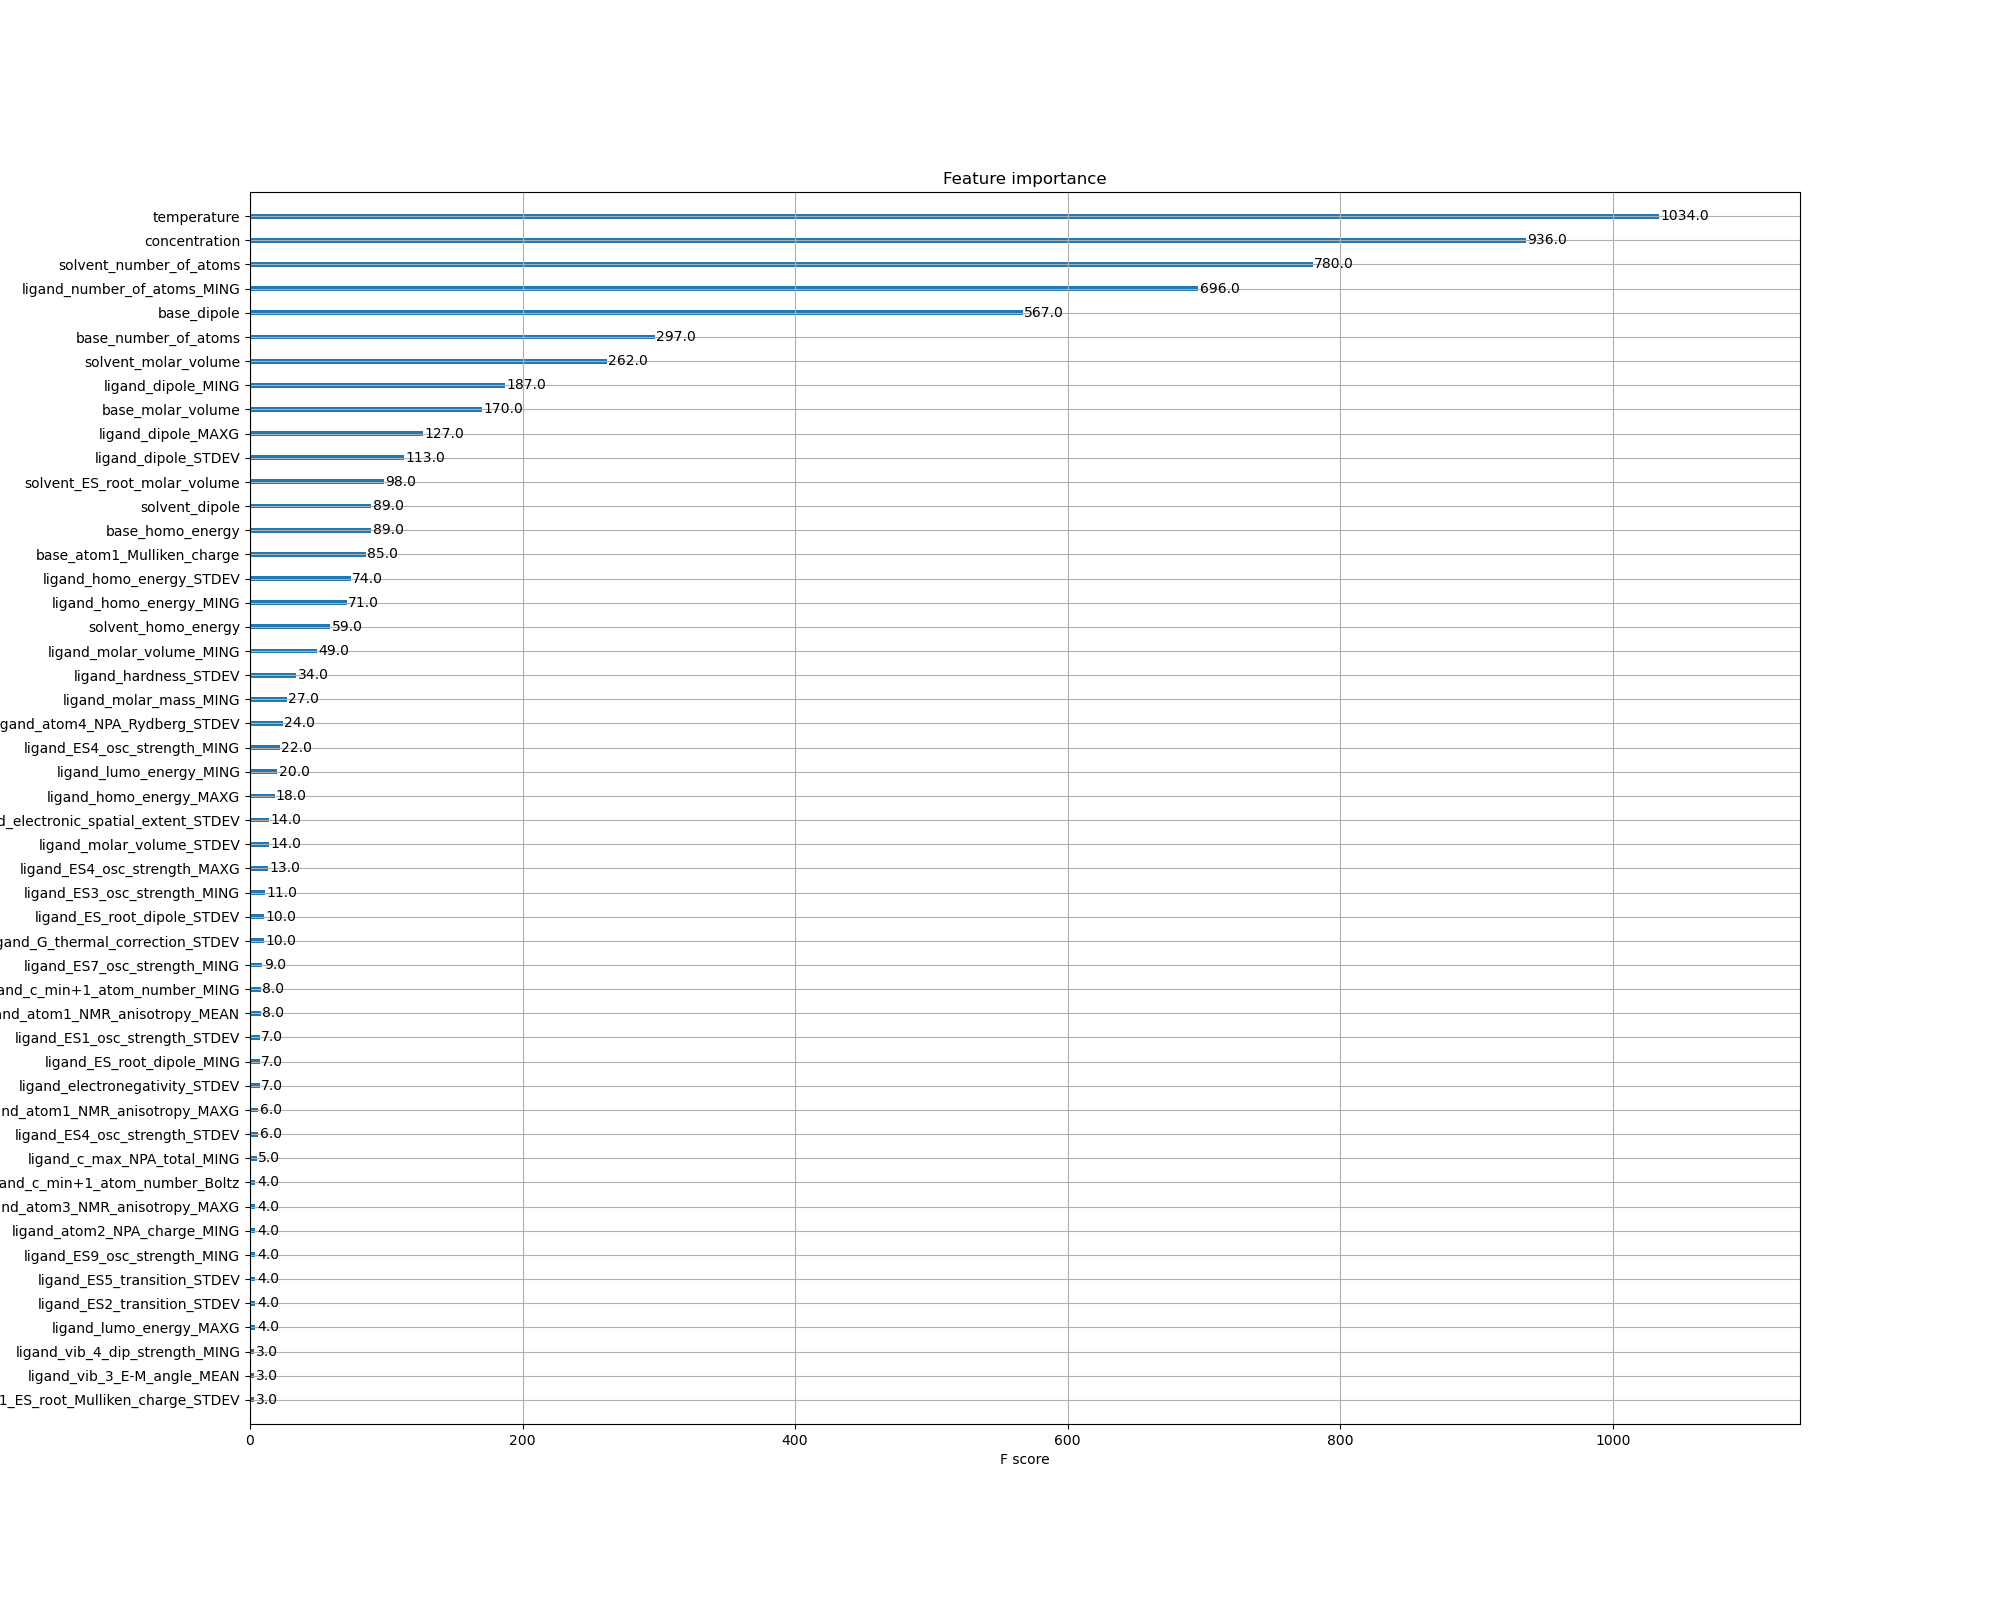 Feature importance
temperature 1034.0
concentration 936.0
solvent_number_of_atoms 780.0
ligand_number_of_atoms_MING 696.0
base_dipole 567.0
base_number_of_atoms 297.0
solvent_molar_volume 262.0
ligand_dipole_MING 187.0
base_molar_volume 170.0
ligand_dipole_MAXG 127.0
ligand_dipole_STDEV 113.0
solvent_ES_root_molar_volume 98.0
solvent_dipole 89.0
base_homo_energy 89.0
base_atom1_Mulliken_charge 85.0
ligand_homo_energy_STDEV 74.0
ligand_homo_energy_MING 71.0
solvent_homo_energy 59.0
ligand_molar_volume_MING 49.0
ligand_hardness_STDEV 34.0
ligand_molar_mass_MING 27.0
gand_atom4_NPA_Rydberg_STDEV 24.0
ligand_ES4_osc_strength_MING 22.0
ligand_lumo_energy_MING 20.0
ligand_homo_energy_MAXG 18.0
d_electronic_spatial_extent_STDEV 14.0
ligand_molar_volume_STDEV 14.0
ligand_ES4_osc_strength_MAXG 13.0
ligand_ES3_osc_strength_MING 11.0
ligand_ES_root_dipole_STDEV 10.0
gand_G_thermal_correction_STDEV 10.0
ligand_ES7_osc_strength_MING 9.0
and_c_min+1_atom_number_MING 8.0
nd_atom1_NMR_anisotropy_MEAN 8.0
ligand_ES1_osc_strength_STDEV 7.0
ligand_ES_root_dipole_MING 7.0
ligand_electronegativity_STDEV 7.0
nd_atom1_NMR_anisotropy_MAXG 6.0
ligand_ES4_osc_strength_STDEV 6.0
ligand_c_max_NPA_total_MING 5.0
and_c_min+1_atom_number_Boltz 4.0
nd_atom3_NMR_anisotropy_MAXG 4.0
ligand_atom2_NPA_charge_MING 4.0
ligand_ES9_osc_strength_MING 4.0
ligand_ES5_transition_STDEV 4.0
ligand_ES2_transition_STDEV 4.0
ligand_lumo_energy_MAXG 4.0
ligand_vib_4_dip_strength_MING 3.0
ligand_vib_3_E-M_angle_MEAN 3.0
1_ES_root_Mulliken_charge_STDEV 3.0
0 200 400 600 800 1000
F score